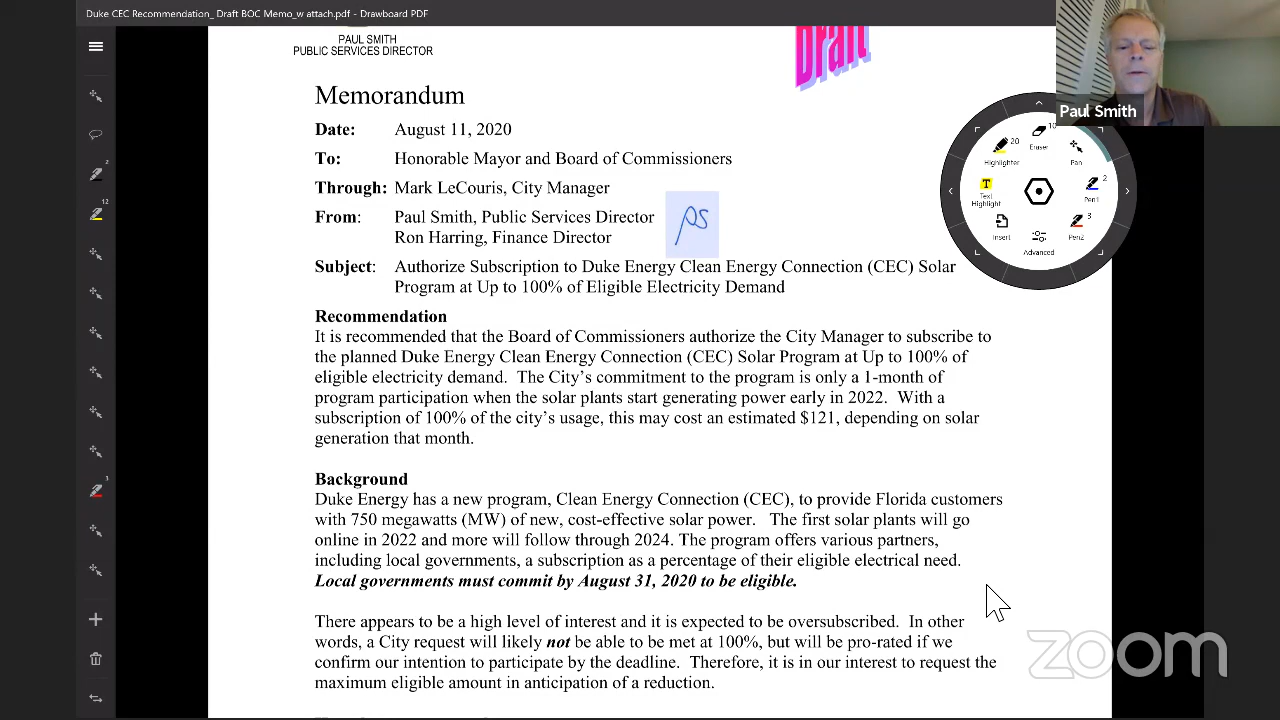 Duke CEC Recommendation_ Draft BOC Memo_w attach.pdf - Drawboard PDF
PAUL SMITH
PUBLIC SERVICES DIRECTOR
Draft
Paul Smith
Memorandum
Date: August 11, 2020
To: Honorable Mayor and Board of Commissioners
Through: Mark LeCouris, City Manager
From: Paul Smith, Public Services Director
Ron Harring, Finance Director
ps
Subject: Authorize Subscription to Duke Energy Clean Energy Connection (CEC) Solar
Program at Up to 100% of Eligible Electricity Demand
Recommendation
It is recommended that the Board of Commissioners authorize the City Manager to subscribe to
the planned Duke Energy Clean Energy Connection (CEC) Solar Program at Up to 100% of
eligible electricity demand. The City's commitment to the program is only a 1-month of
program participation when the solar plants start generating power early in 2022. With a
subscription of 100% of the city's usage, this may cost an estimated $121, depending on solar
generation that month.
Background
Duke Energy has a new program, Clean Energy Connection (CEC), to provide Florida customers
with 750 megawatts (MW) of new, cost-effective solar power. The first solar plants will go
online in 2022 and more will follow through 2024. The program offers various partners,
including local governments, a subscription as a percentage of their eligible electrical need.
Local governments must commit by August 31, 2020 to be eligible.
There appears to be a high level of interest and it is expected to be oversubscribed. In other
words, a City request will likely not be able to be met at 100%, but will be pro-rated if we
confirm our intention to participate by the deadline. Therefore, it is in our interest to request the
maximum eligible amount in anticipation of a reduction.
10
Eraser
20
Highlighter
Pan
T
Text
Highlight
2
Pen1
Insert
3
Pen2
Advanced
2
12
3
zoom